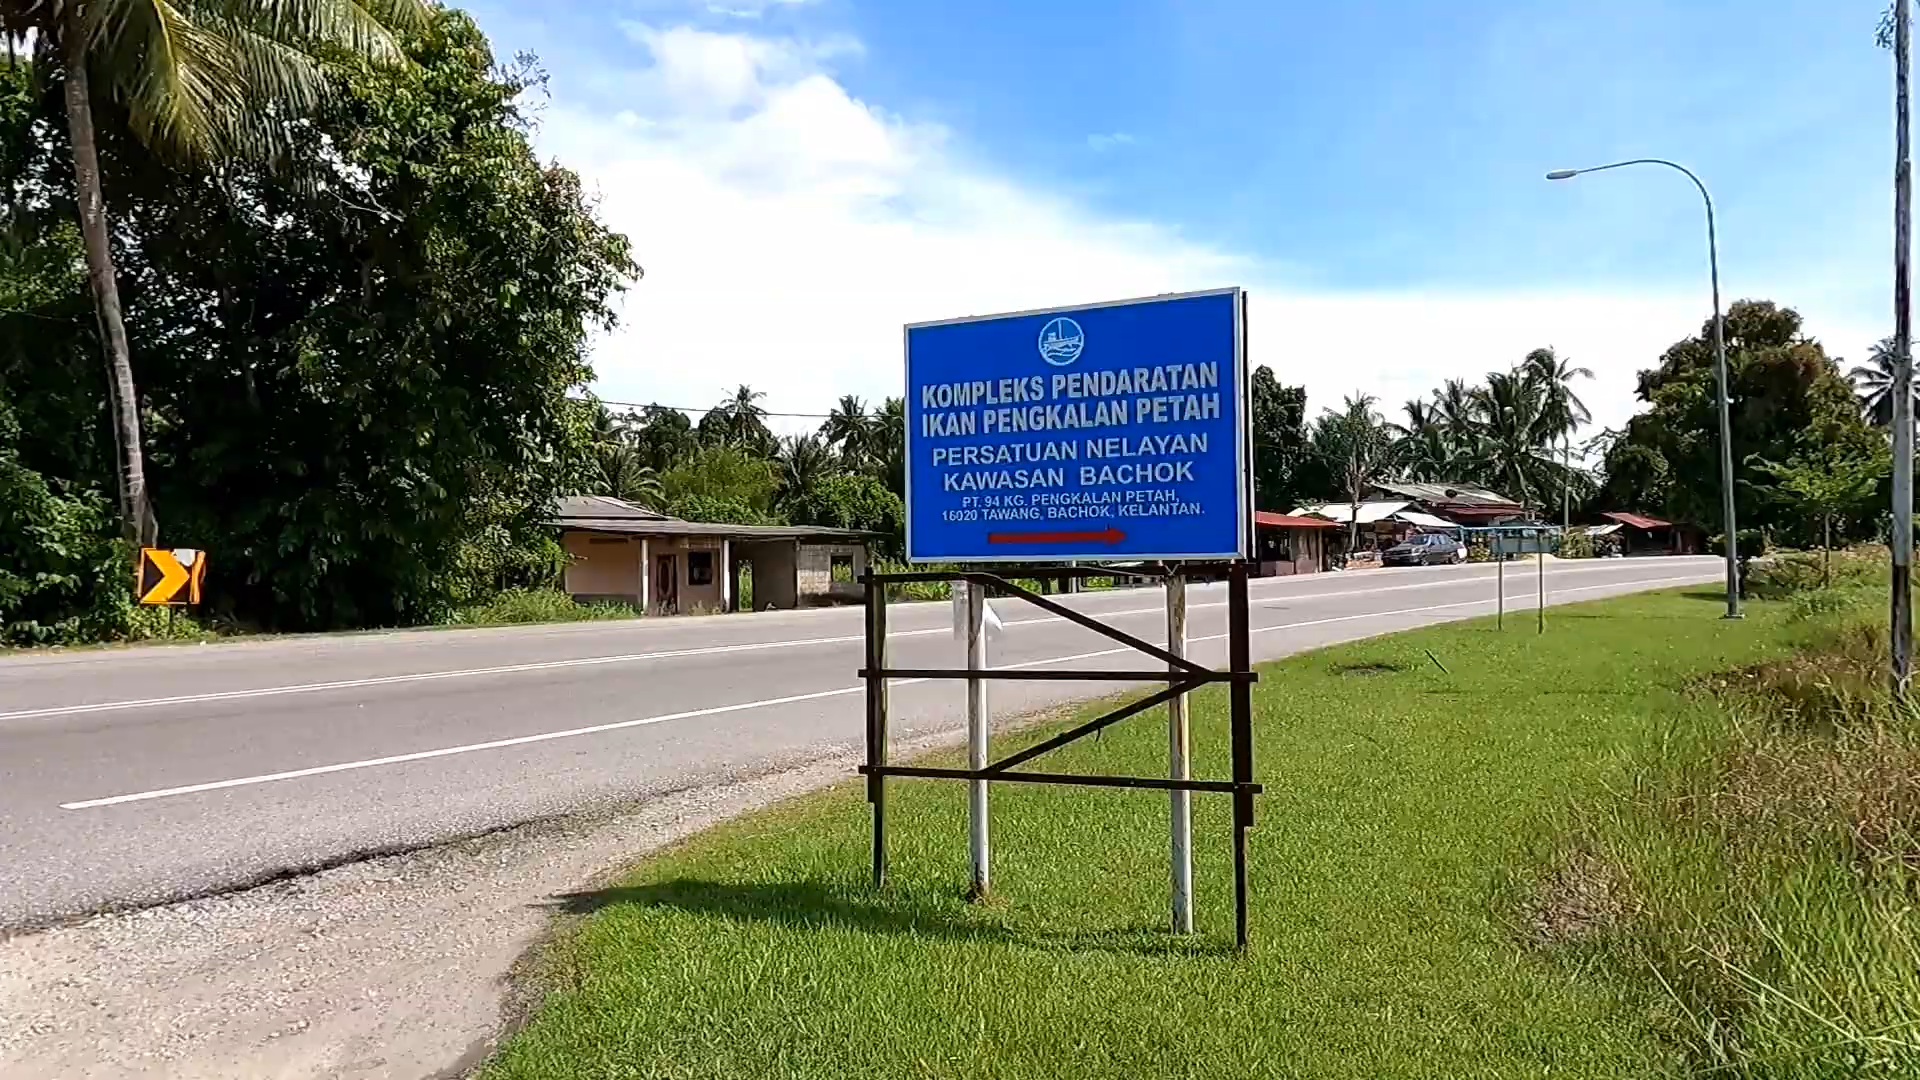 KOMPLEKS PENDARATAN
IKAN PENGKALAN PETAH
PERSATUAN NELAYAN
KAWASAN BACHOK
PT. 94 KG. PENGKALAN PETAH,
16020 TAWANG, BACHOK, KELANTAN.